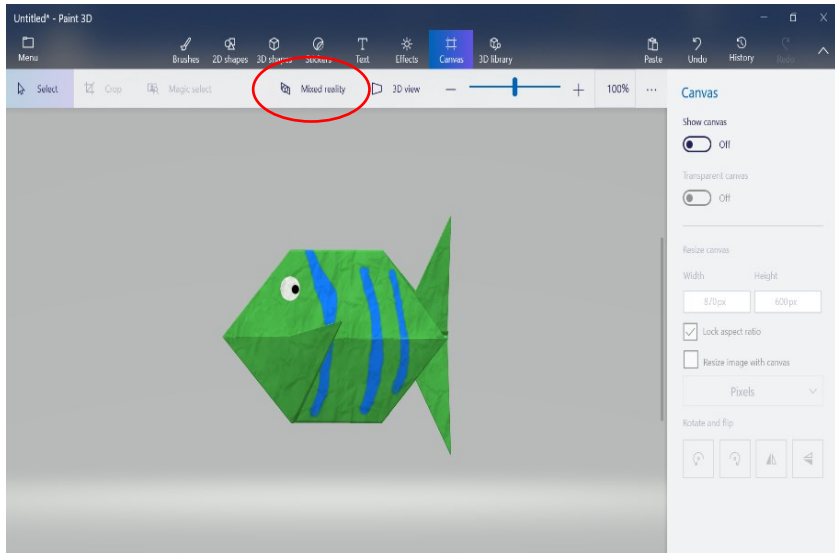 Untitled* - Paint 3D
Menu Brushes 2D shapes 3D shapes Stickers Text Effects Canvas 3D library Paste Undo History Redo
Select Crop Magic select Mixed reality 3D view 100% ...
Canvas
Show canvas
Off
Transparent canvas
Off
Resize canvas
Width Height
870px 600px
Lock aspect ratio
Resize image with canvas
Pixels
Rotate and flip